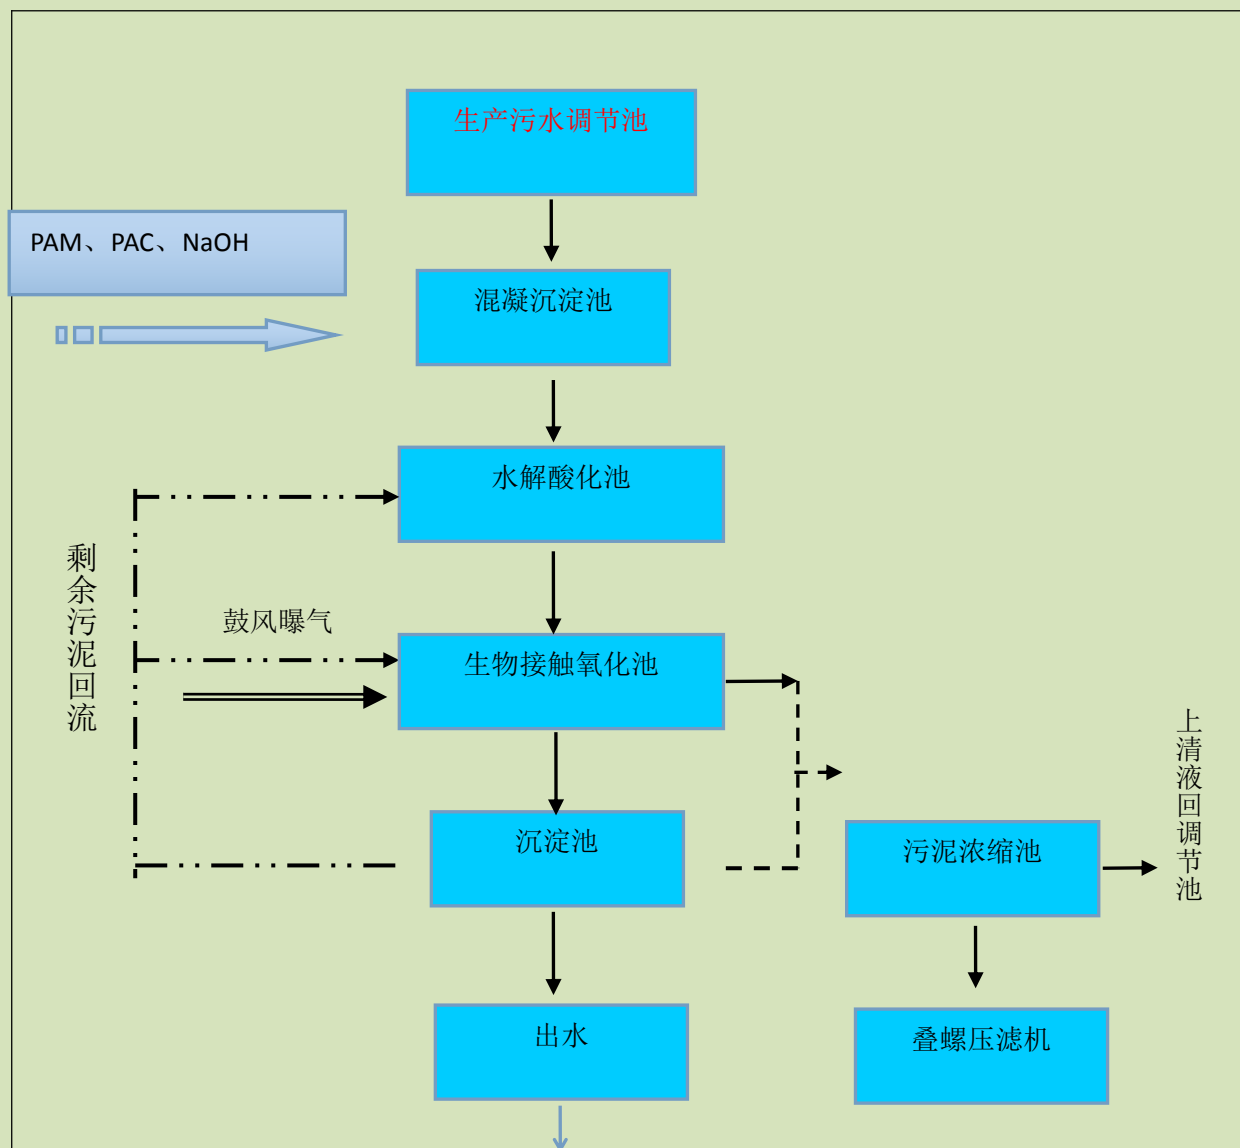 生产污水调节池
PAM、PAC、NaOH
混凝沉淀池
水解酸化池
剩余污泥回流
鼓风曝气
生物接触氧化池
上清液回调节池
沉淀池
污泥浓缩池
出水
叠螺压滤机